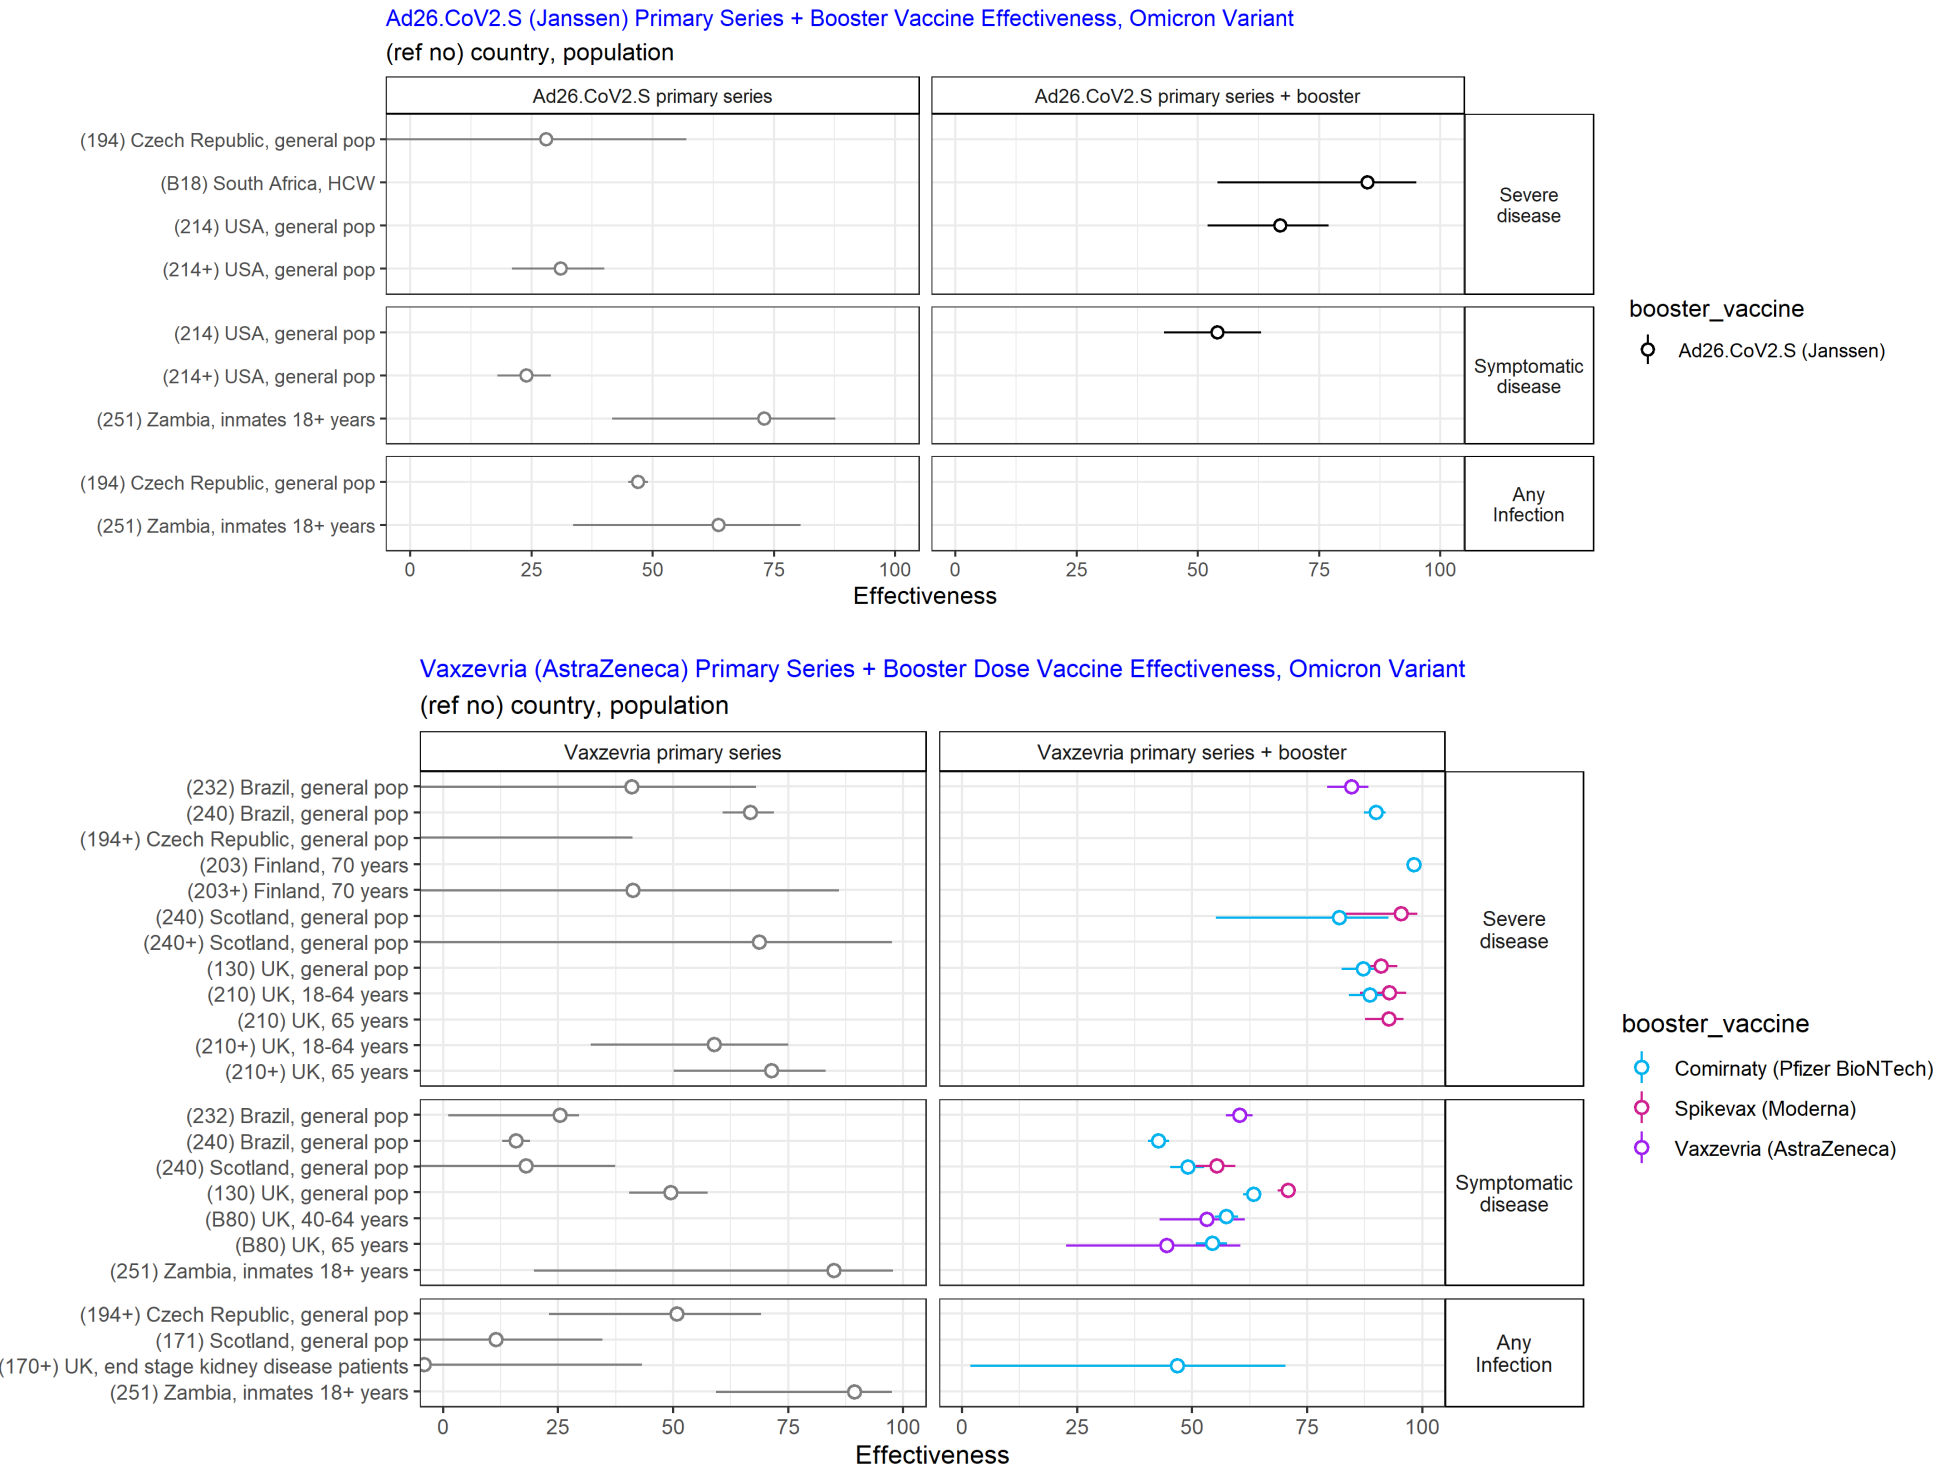 Ad26.CoV2.S (Janssen) Primary Series + Booster Vaccine Effectiveness, Omicron Variant
(ref no) country, population
Ad26.CoV2.S primary series
Ad26.CoV2.S primary series + booster
(194) Czech Republic, general pop
(B18) South Africa, HCW
(214) USA, general pop
(214+) USA, general pop
Severe
disease
(214) USA, general pop
(214+) USA, general pop
(251) Zambia, inmates 18+ years
Symptomatic
disease
(194) Czech Republic, general pop
(251) Zambia, inmates 18+ years
Any
Infection
0 25 50 75 100
0 25 50 75 100
Effectiveness
booster_vaccine
Ad26.CoV2.S (Janssen)
Vaxzevria (AstraZeneca) Primary Series + Booster Dose Vaccine Effectiveness, Omicron Variant
(ref no) country, population
Vaxzevria primary series
Vaxzevria primary series + booster
(232) Brazil, general pop
(240) Brazil, general pop
(194+) Czech Republic, general pop
(203) Finland, 70 years
(203+) Finland, 70 years
(240) Scotland, general pop
(240+) Scotland, general pop
(130) UK, general pop
(210) UK, 18-64 years
(210) UK, 65 years
(210+) UK, 18-64 years
(210+) UK, 65 years
Severe
disease
(232) Brazil, general pop
(240) Brazil, general pop
(240) Scotland, general pop
(130) UK, general pop
(B80) UK, 40-64 years
(B80) UK, 65 years
(251) Zambia, inmates 18+ years
Symptomatic
disease
(194+) Czech Republic, general pop
(171) Scotland, general pop
(170+) UK, end stage kidney disease patients
(251) Zambia, inmates 18+ years
Any
Infection
0 25 50 75 100
0 25 50 75 100
Effectiveness
booster_vaccine
Comirnaty (Pfizer BioNTech)
Spikevax (Moderna)
Vaxzevria (AstraZeneca)